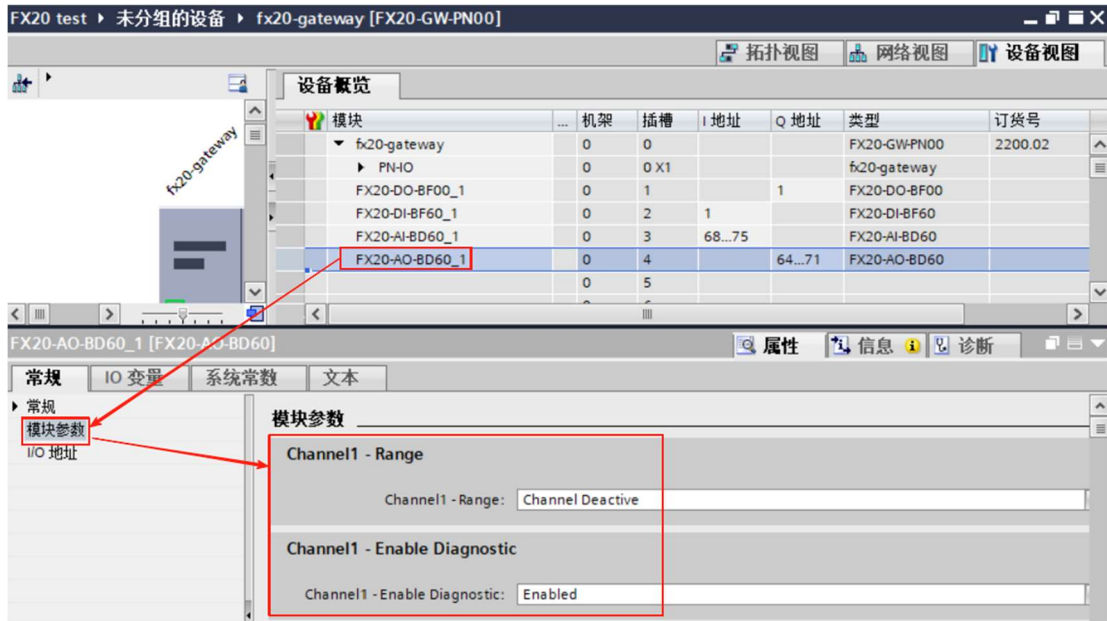 FX20 test ▸ 未分组的设备 ▸ fx20-gateway [FX20-GW-PN00]
拓扑视图 网络视图 设备视图
设备概览
模块 ... 机架 插槽 I 地址 Q 地址 类型 订货号
fx20-gateway 0 0 FX20-GW-PN00 2200.02
PN-IO 0 0 X1 fx20-gateway
FX20-DO-BF00_1 0 1 1 FX20-DO-BF00
FX20-DI-BF60_1 0 2 1 FX20-DI-BF60
FX20-AI-BD60_1 0 3 68...75 FX20-AI-BD60
FX20-AO-BD60_1 0 4 64...71 FX20-AO-BD60
0 5
fx20-gateway
FX20-AO-BD60_1 [FX20-AO-BD60]
属性 信息 诊断
常规 IO 变量 系统常数 文本
常规
模块参数
I/O 地址
模块参数
Channel1 - Range
Channel1 - Range: Channel Deactive
Channel1 - Enable Diagnostic
Channel1 - Enable Diagnostic: Enabled